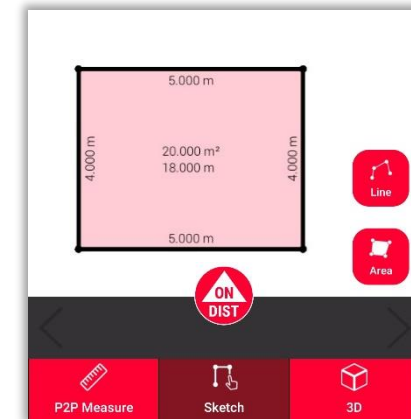 5.000 m
4.000 m
20.000 m²
18.000 m
4.000 m
5.000 m
Line
Area
ON
DIST
P2P Measure
Sketch
3D